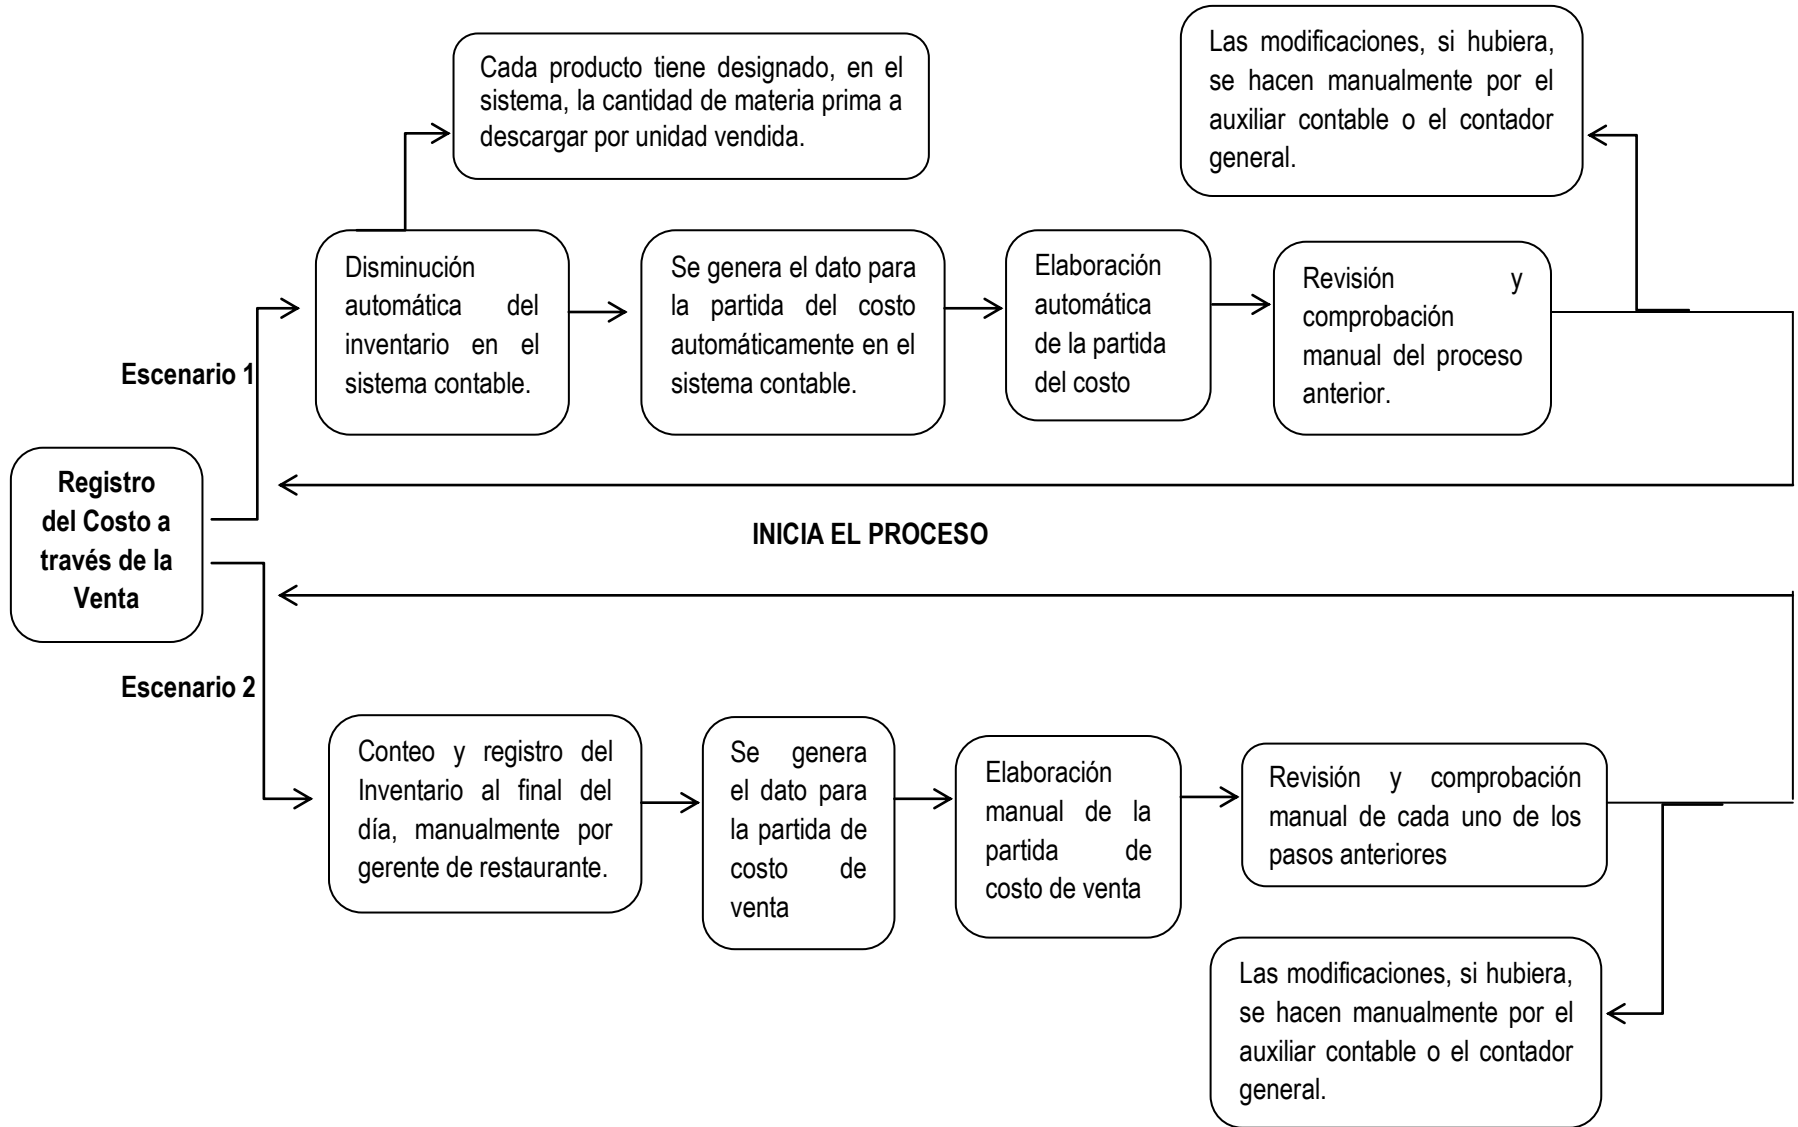 Cada producto tiene designado, en el
sistema, la cantidad de materia prima a
descargar por unidad vendida.
Las modificaciones, si hubiera,
se hacen manualmente por el
auxiliar contable o el contador
general.
Escenario 1
Disminución
automática del
inventario en el
sistema contable.
Se genera el dato para
la partida del costo
automáticamente en el
sistema contable.
Elaboración
automática
de la partida
del costo
Revisión y
comprobación
manual del proceso
anterior.
Registro
del Costo a
través de la
Venta
INICIA EL PROCESO
Escenario 2
Conteo y registro del
Inventario al final del
día, manualmente por
gerente de restaurante.
Se genera
el dato para
la partida de
costo de
venta
Elaboración
manual de la
partida de
costo de venta
Revisión y comprobación
manual de cada uno de los
pasos anteriores
Las modificaciones, si hubiera,
se hacen manualmente por el
auxiliar contable o el contador
general.